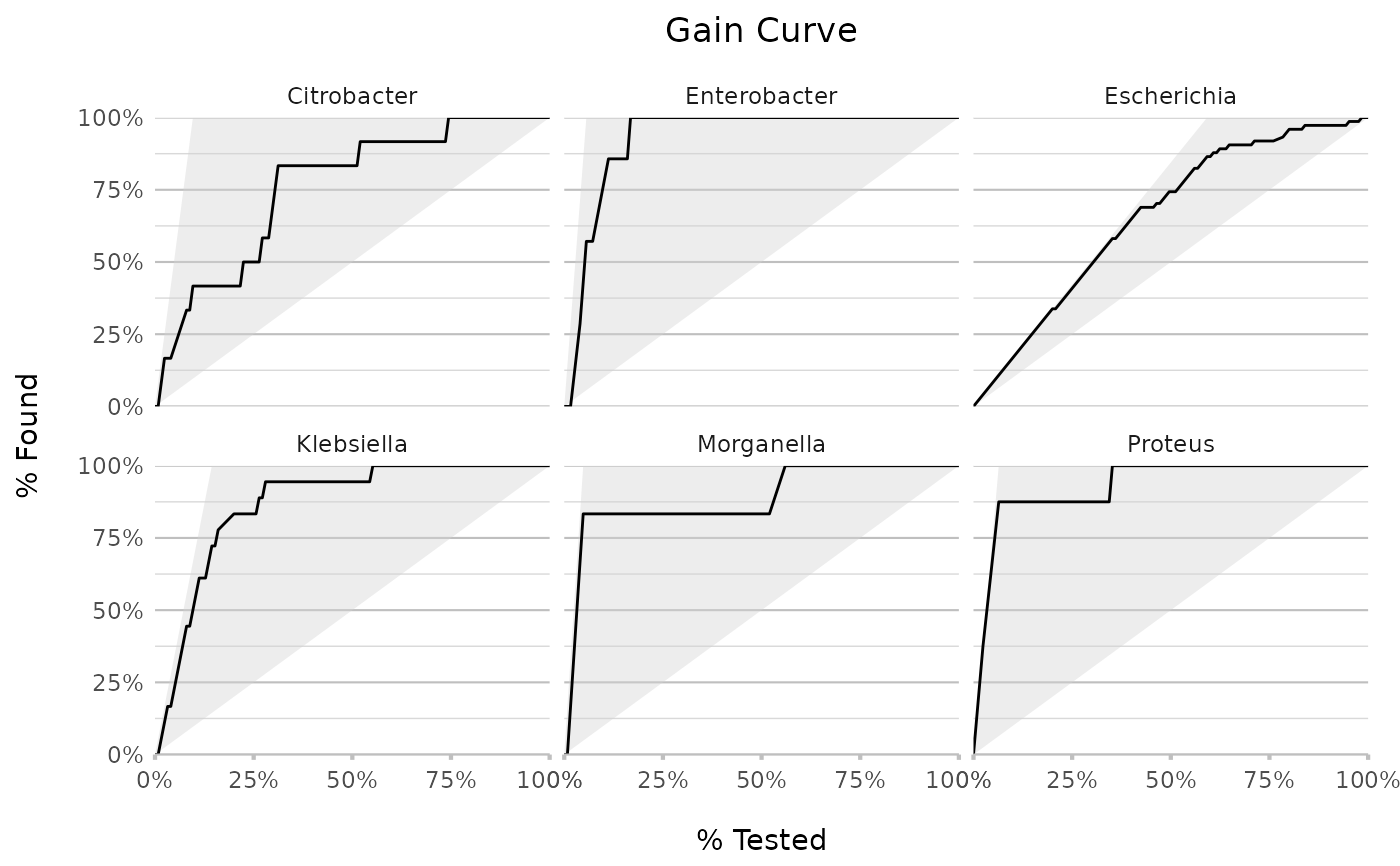 Gain Curve
Citrobacter Enterobacter Escherichia
100%
75%
50%
25%
0%
Klebsiella Morganella Proteus
100%
75%
50%
25%
0%
0% 25% 50% 75% 100% 0% 25% 50% 75% 100% 0% 25% 50% 75% 100%
% Tested
% Found